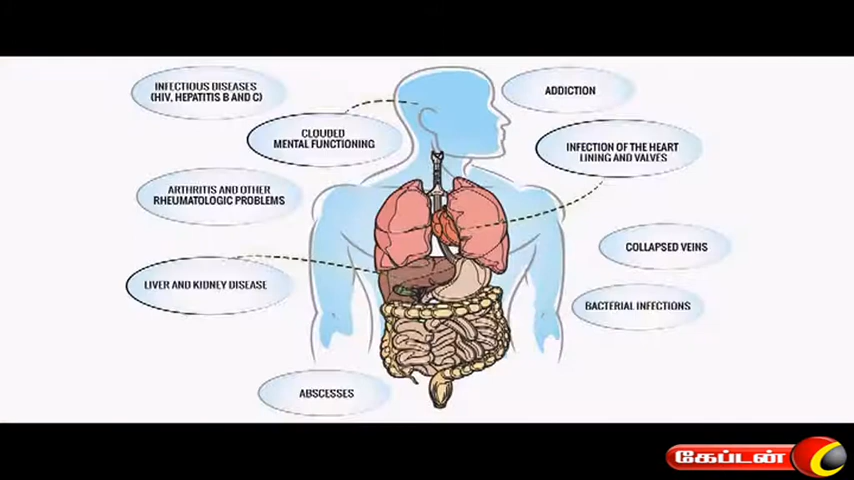 INFECTIOUS DISEASES
(HIV, HEPATITIS B AND C)
ADDICTION
CLOUDED
MENTAL FUNCTIONING
INFECTION OF THE HEART
LINING AND VALVES
ARTHRITIS AND OTHER
RHEUMATOLOGIC PROBLEMS
COLLAPSED VEINS
LIVER AND KIDNEY DISEASE
BACTERIAL INFECTIONS
ABSCESSES
கேப்டன்